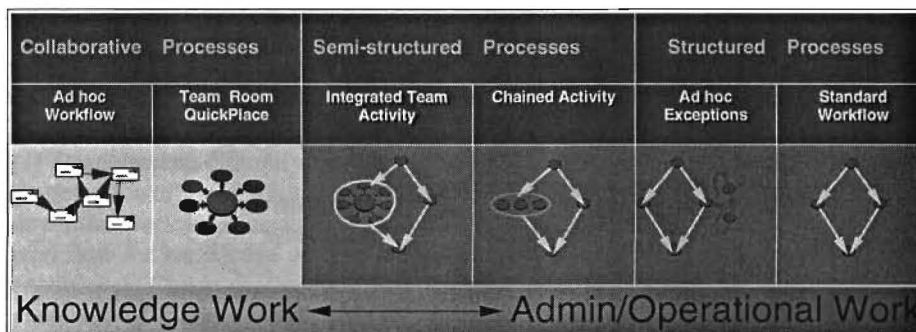 Collaborative Processes
Semi-structured Processes
Structured Processes
Ad hoc
Workflow
Team Room
QuickPlace
Integrated Team
Activity
Chained Activity
Ad hoc
Exceptions
Standard
Workflow
Knowledge Work
Admin/Operational Work